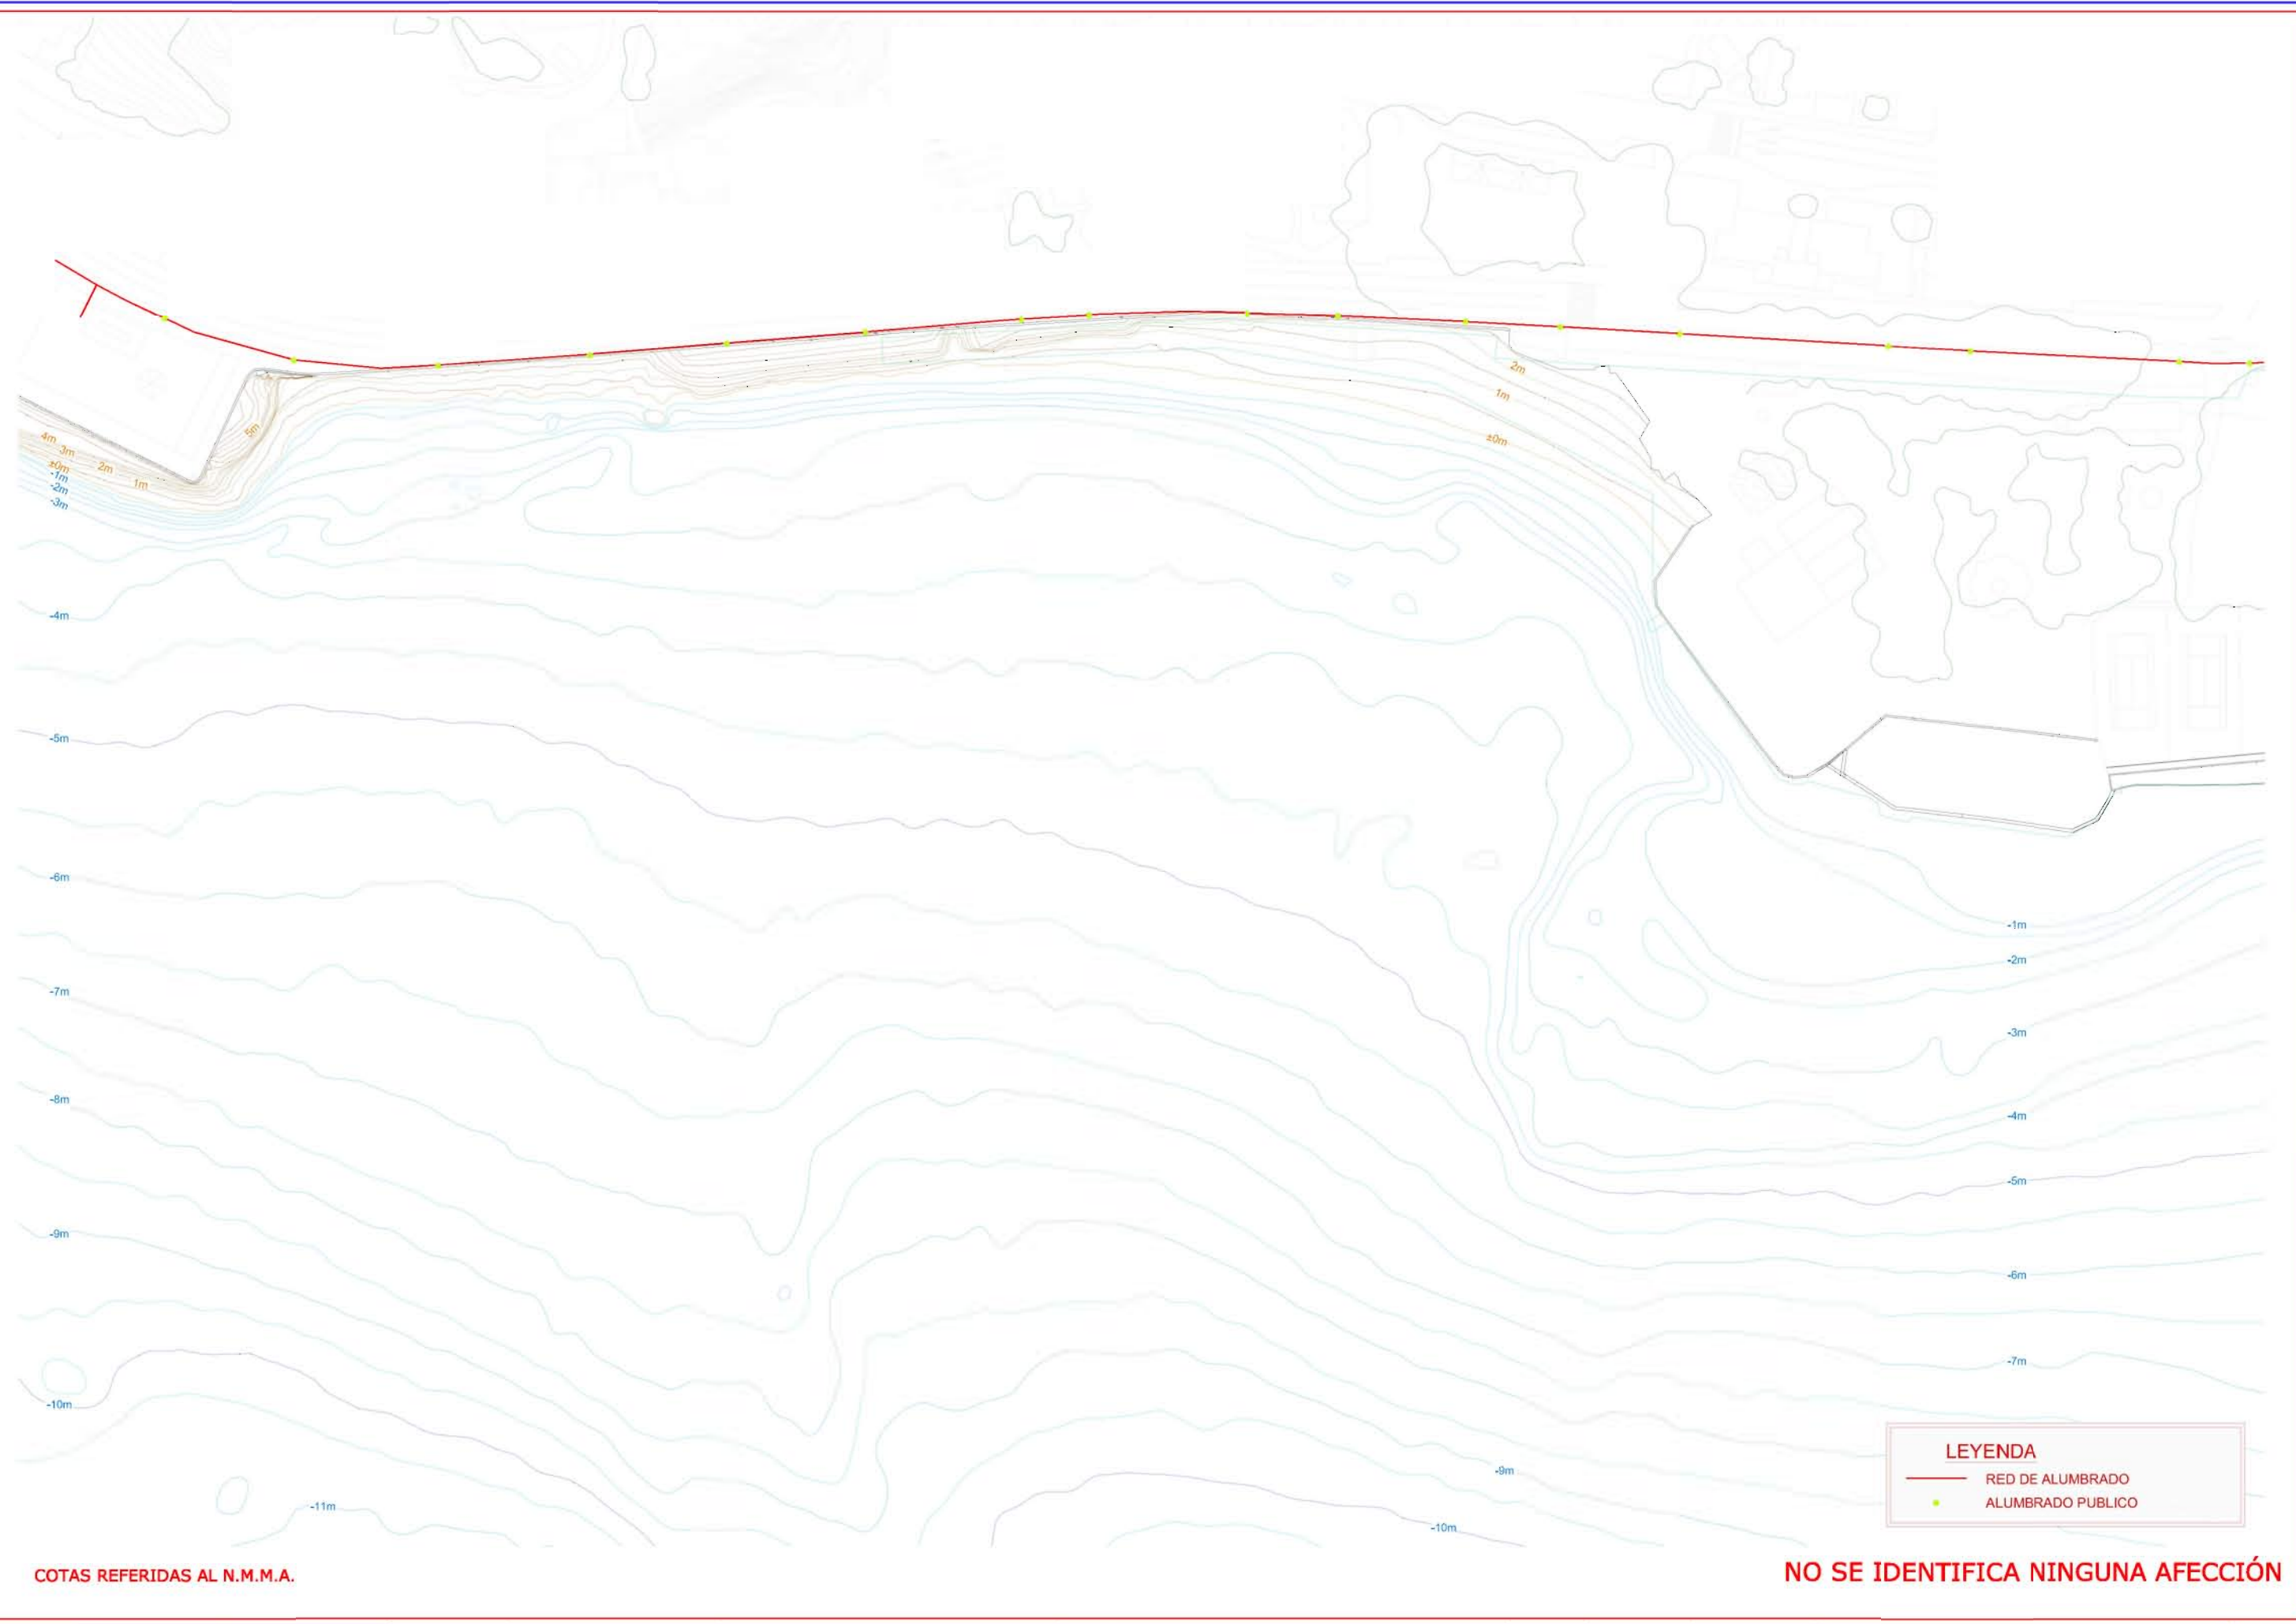 2m
1m
±0m
5m
4m
3m
2m
1m
±0m
-1m
-2m
-3m
-4m
-5m
-6m
-7m
-8m
-9m
-10m
-11m
-1m
-2m
-3m
-4m
-5m
-6m
-7m
-9m
-10m
LEYENDA
RED DE ALUMBRADO
ALUMBRADO PUBLICO
COTAS REFERIDAS AL N.M.M.A.
NO SE IDENTIFICA NINGUNA AFECCIÓN